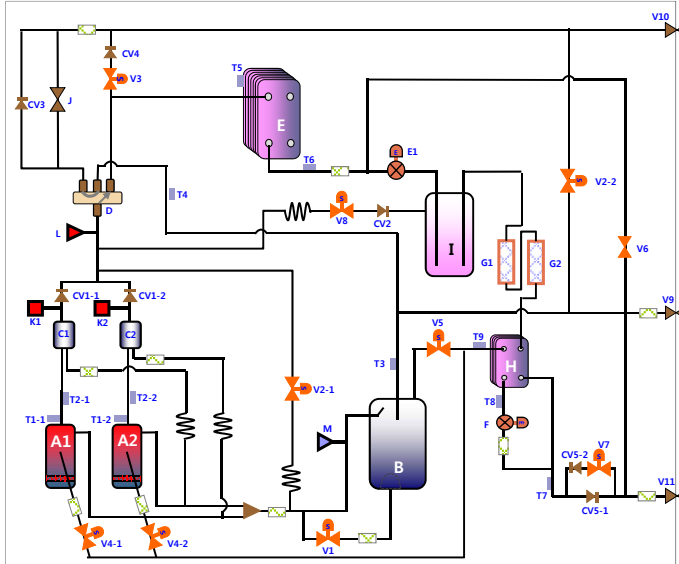 V10
CV4
V3
T5
CV3
J
E
E
E1
T6
V2-2
T4
D
S
V8
CV2
L
I
G1
G2
V6
CV1-1
CV1-2
K1
K2
C1
C2
V9
V5
T9
T3
H
T2-1
T2-2
V2-1
T8
T1-1
T1-2
F
M
A1
A2
B
CV5-2
V7
T7
V11
CV5-1
V4-1
V4-2
V1